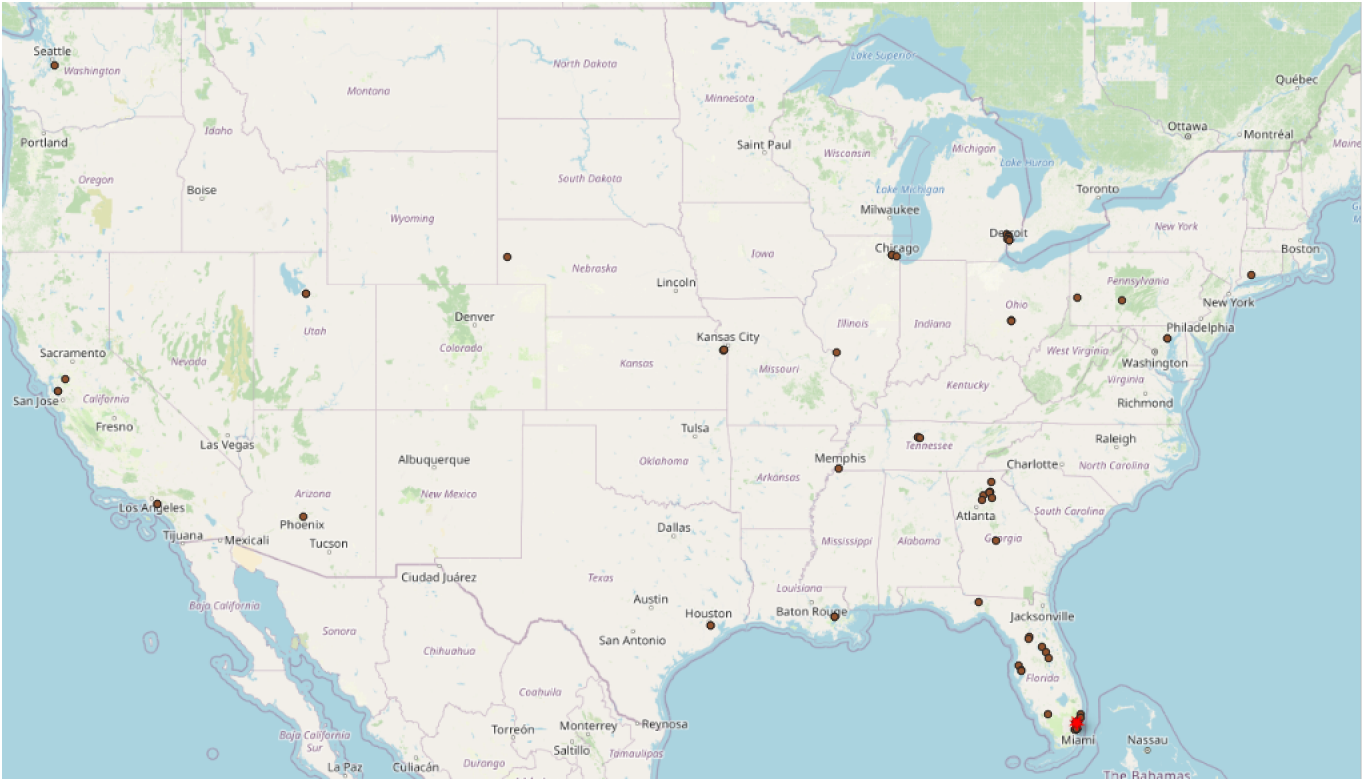 Seattle
Washington
North Dakota
Lake Superior
Québec
Montana
Minnesota
Idaho
Ottawa
Montréal
Portland
Saint Paul
Wisconsin
Michigan
Maine
Lake Huron
Oregon
South Dakota
Toronto
Boise
Lake Michigan
Wyoming
Milwaukee
Detroit
New York
Chicago
Boston
Iowa
Nebraska
Lincoln
Pennsylvania
New York
Ohio
Denver
Utah
Illinois
Indiana
Philadelphia
Kansas City
Sacramento
Colorado
Nevada
Kansas
Missouri
West Virginia
Washington
Virginia
Kentucky
San Jose
California
Richmond
Fresno
Tulsa
Raleigh
Las Vegas
Tennessee
Albuquerque
Oklahoma
Memphis
Charlotte
North Carolina
Arkansas
Arizona
New Mexico
Los Angeles
South Carolina
Atlanta
Phoenix
Dallas
Tijuana
Mexicali
Tucson
Mississippi
Alabama
Georgia
Ciudad Juárez
Texas
Louisiana
Austin
Baja California
Houston
Baton Rouge
Jacksonville
Sonora
San Antonio
Chihuahua
Florida
Coahuila
Monterrey
Reynosa
Torreón
Baja California
Sur
Saltillo
Tamaulipas
Miami
Nassau
La Paz
Culiacán
Durango
The Bahamas